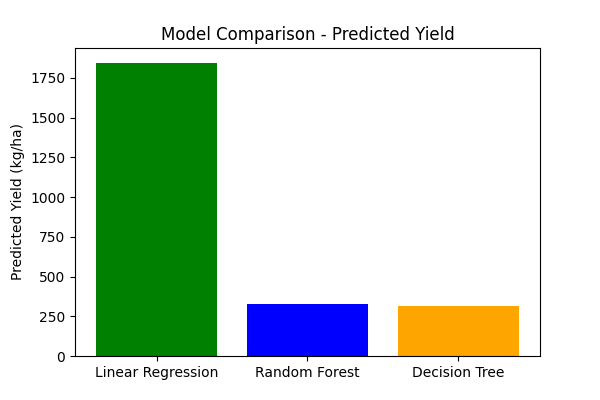 Model Comparison - Predicted Yield
Predicted Yield (kg/ha)
1750
1500
1250
1000
750
500
250
0
Linear Regression
Random Forest
Decision Tree